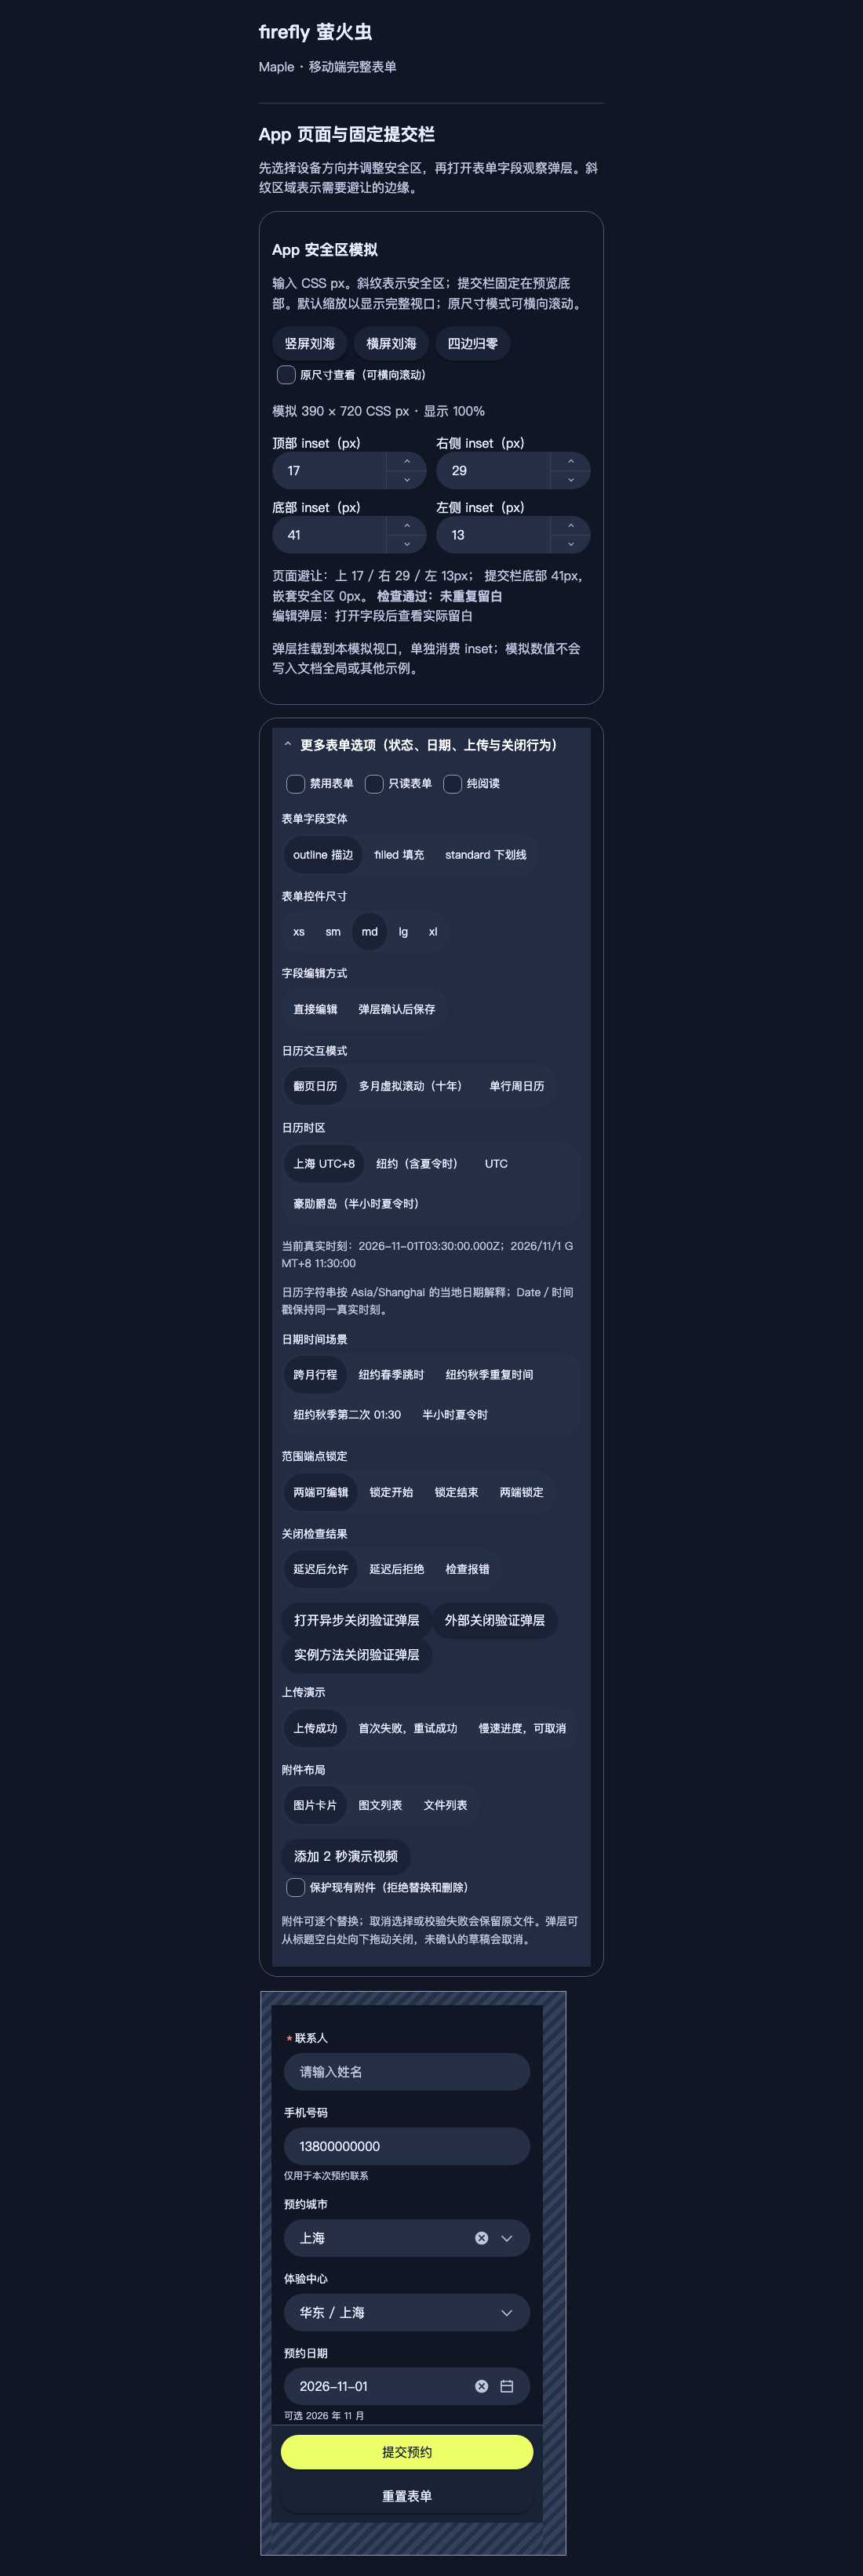 firefly 萤火虫
Maple · 移动端完整表单
App 页面与固定提交栏
先选择设备方向并调整安全区，再打开表单字段观察弹层。斜
纹区域表示需要避让的边缘。
App 安全区模拟
输入 CSS px。斜纹表示安全区；提交栏固定在预览底
部。默认缩放以显示完整视口；原尺寸模式可横向滚动。
竖屏刘海 横屏刘海 四边归零
原尺寸查看（可横向滚动）
模拟 390 × 720 CSS px · 显示 100%
顶部 inset（px） 右侧 inset（px）
17 29
底部 inset（px） 左侧 inset（px）
41 13
页面避让：上 17 / 右 29 / 左 13px； 提交栏底部 41px，
嵌套安全区 0px。 检查通过：未重复留白
编辑弹层：打开字段后查看实际留白
弹层挂载到本模拟视口，单独消费 inset；模拟数值不会
写入文档全局或其他示例。
更多表单选项（状态、日期、上传与关闭行为）
禁用表单 只读表单 纯阅读
表单字段变体
outline 描边 filled 填充 standard 下划线
表单控件尺寸
xs sm md lg xl
字段编辑方式
直接编辑 弹层确认后保存
日历交互模式
翻页日历 多月虚拟滚动（十年） 单行周日历
日历时区
上海 UTC+8 纽约（含夏令时） UTC
豪勋爵岛（半小时夏令时）
当前真实时刻：2026-11-01T03:30:00.000Z；2026/11/1 G
MT+8 11:30:00
日历字符串按 Asia/Shanghai 的当地日期解释；Date / 时间
戳保持同一真实时刻。
日期时间场景
跨月行程 纽约春季跳时 纽约秋季重复时间
纽约秋季第二次 01:30 半小时夏令时
范围端点锁定
两端可编辑 锁定开始 锁定结束 两端锁定
关闭检查结果
延迟后允许 延迟后拒绝 检查报错
打开异步关闭验证弹层 外部关闭验证弹层
实例方法关闭验证弹层
上传演示
上传成功 首次失败，重试成功 慢速进度，可取消
附件布局
图片卡片 图文列表 文件列表
添加 2 秒演示视频
保护现有附件（拒绝替换和删除）
附件可逐个替换；取消选择或校验失败会保留原文件。弹层可
从标题空白处向下拖动关闭，未确认的草稿会取消。
* 联系人
请输入姓名
手机号码
13800000000
仅用于本次预约联系
预约城市
上海
体验中心
华东 / 上海
预约日期
2026-11-01
可选 2026 年 11 月
提交预约
重置表单